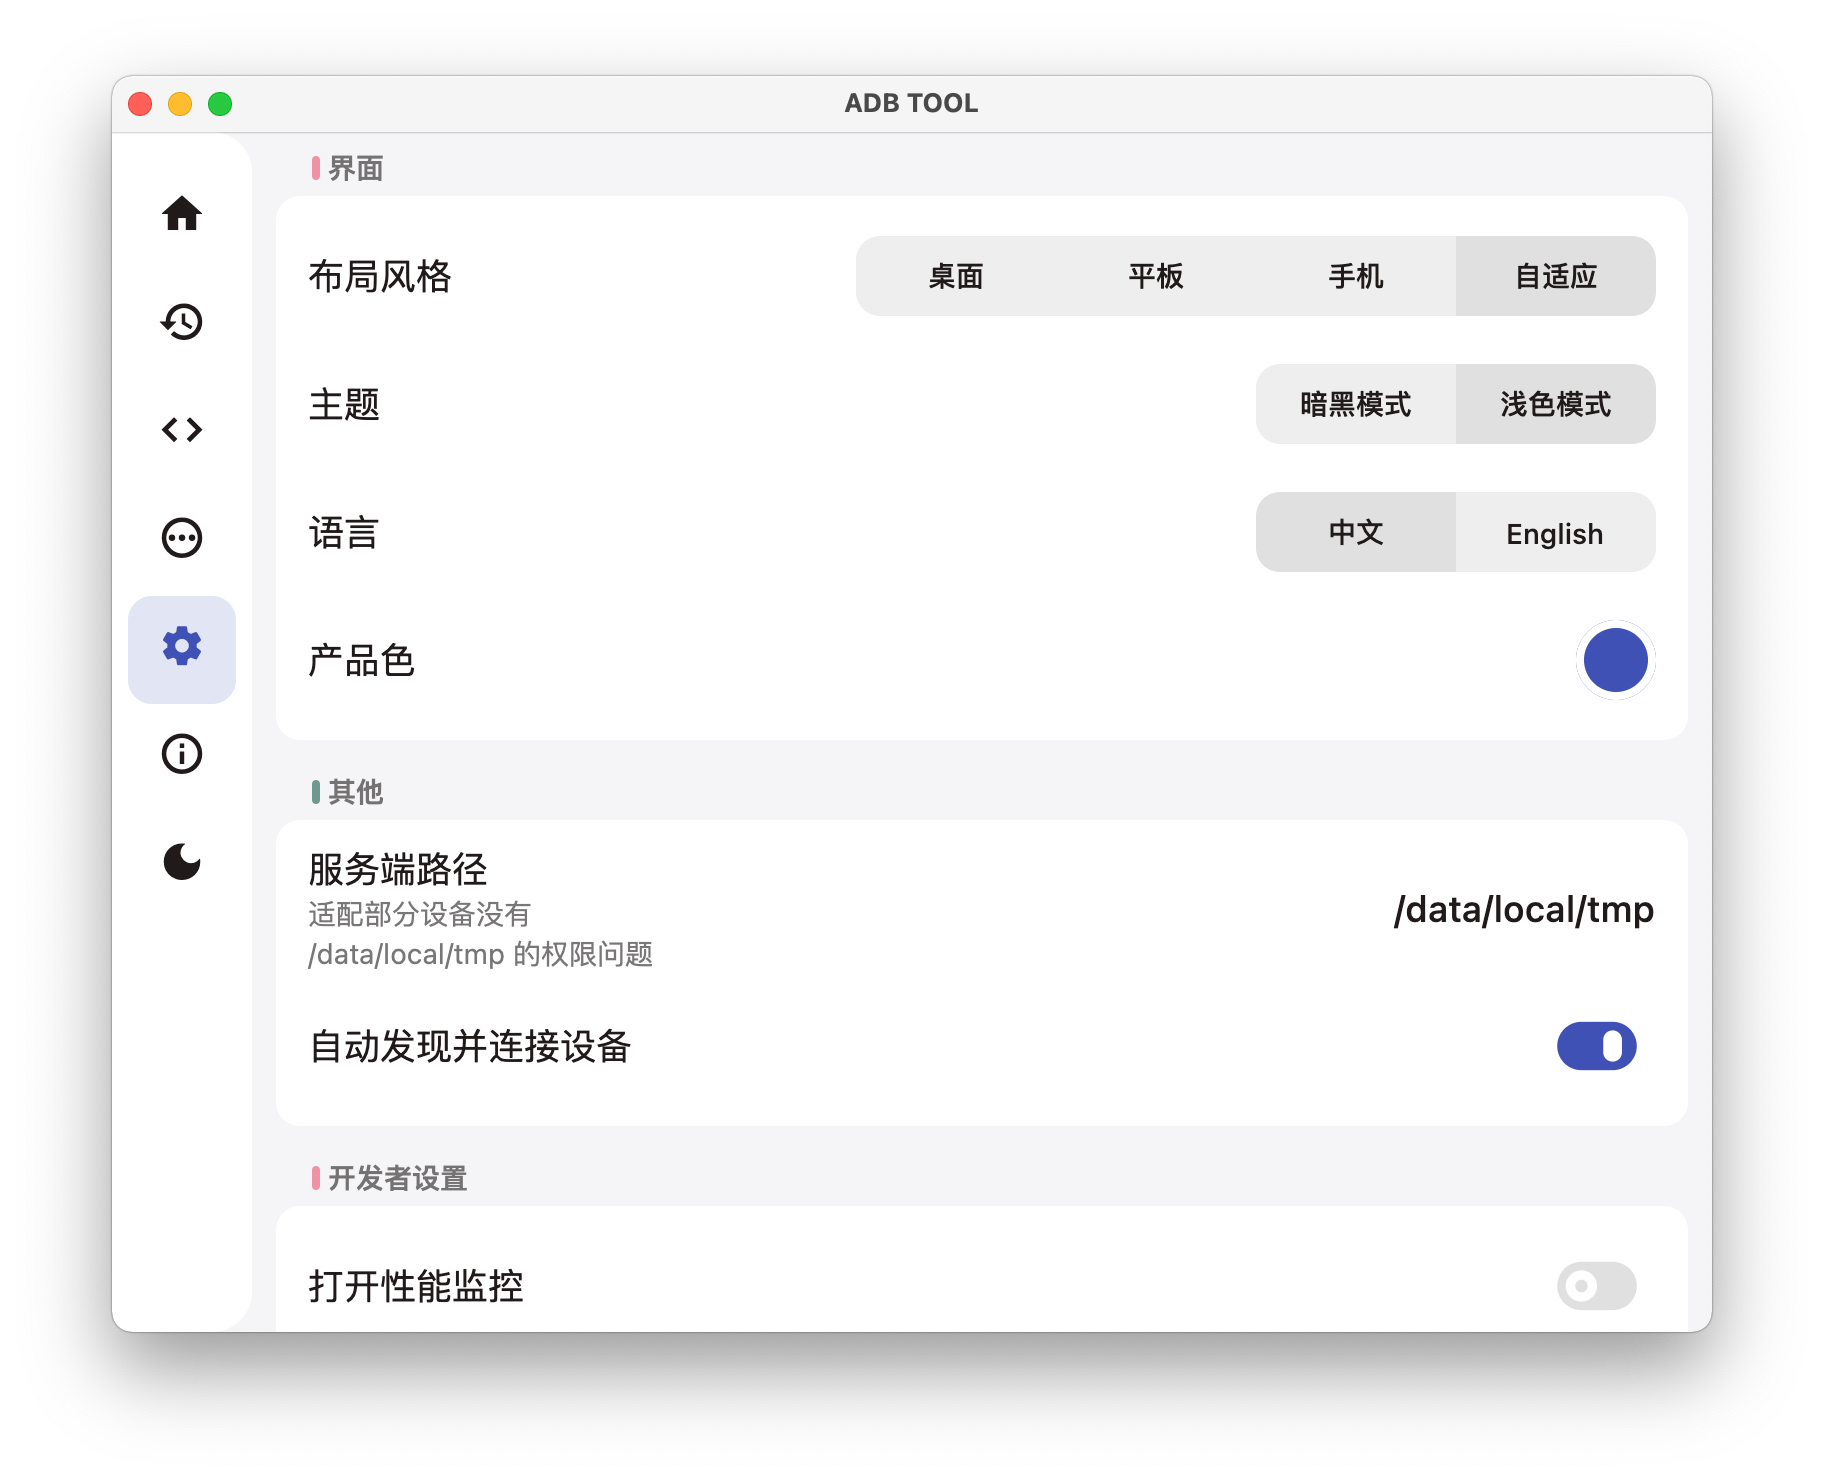 ADB TOOL
界面
布局风格
桌面 平板 手机 自适应
主题
暗黑模式 浅色模式
语言
中文 English
产品色
其他
服务端路径
适配部分设备没有
/data/local/tmp 的权限问题
/data/local/tmp
自动发现并连接设备
开发者设置
打开性能监控